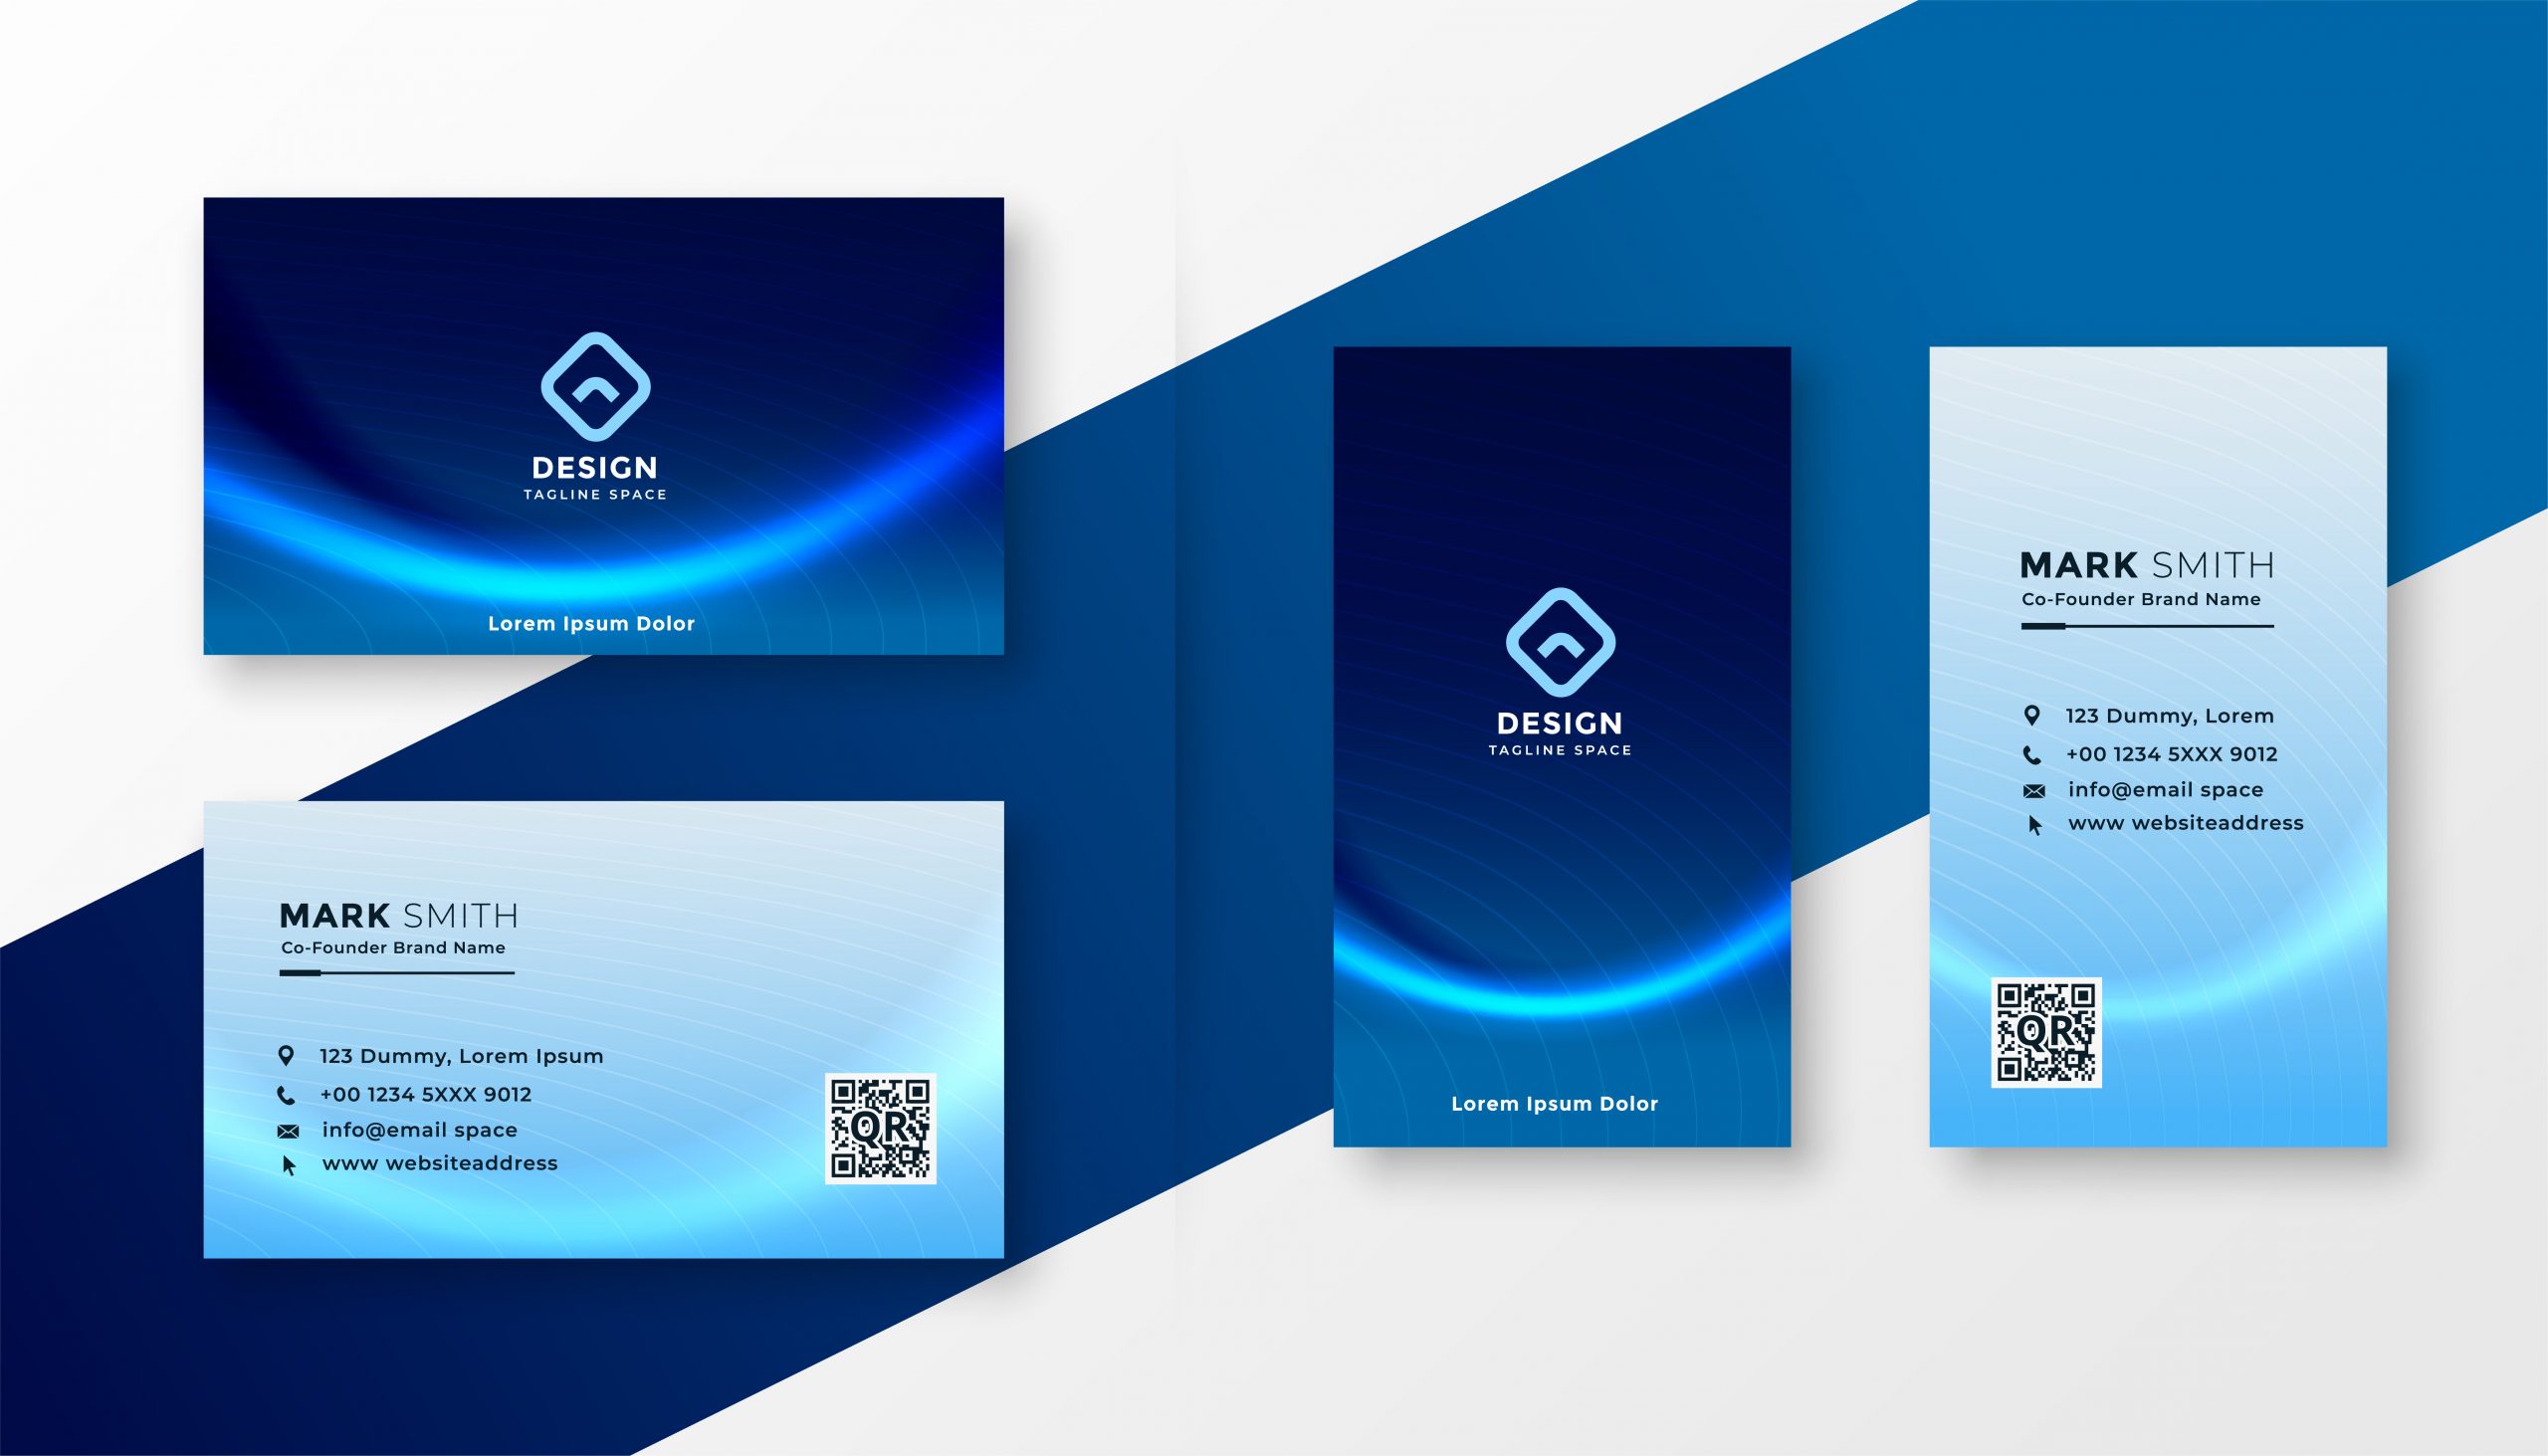 DESIGN
TAGLINE SPACE
Lorem Ipsum Dolor
MARK SMITH
Co-Founder Brand Name
123 Dummy, Lorem Ipsum
+00 1234 5XXX 9012
info@email space
www websiteaddress
QR
DESIGN
TAGLINE SPACE
Lorem Ipsum Dolor
MARK SMITH
Co-Founder Brand Name
123 Dummy, Lorem
+00 1234 5XXX 9012
info@email space
www websiteaddress
QR